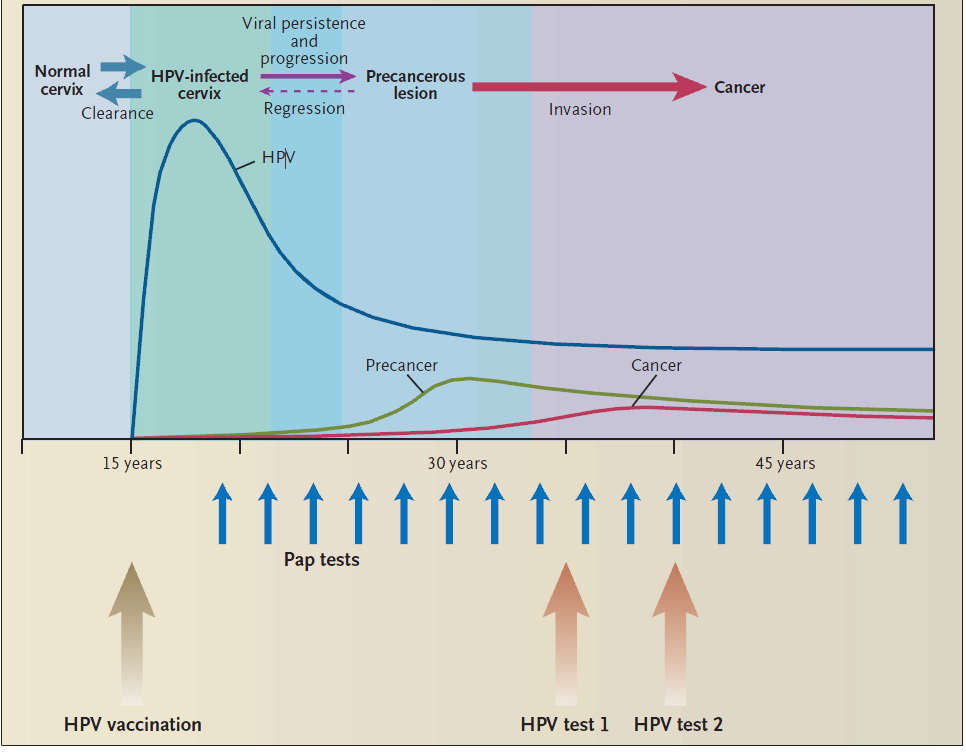 Viral persistence
and
progression
Normal
cervix
HPV-infected
cervix
Precancerous
lesion
Cancer
Clearance
Regression
Invasion
HPV
Precancer
Cancer
15 years
30 years
45 years
Pap tests
HPV vaccination
HPV test 1
HPV test 2